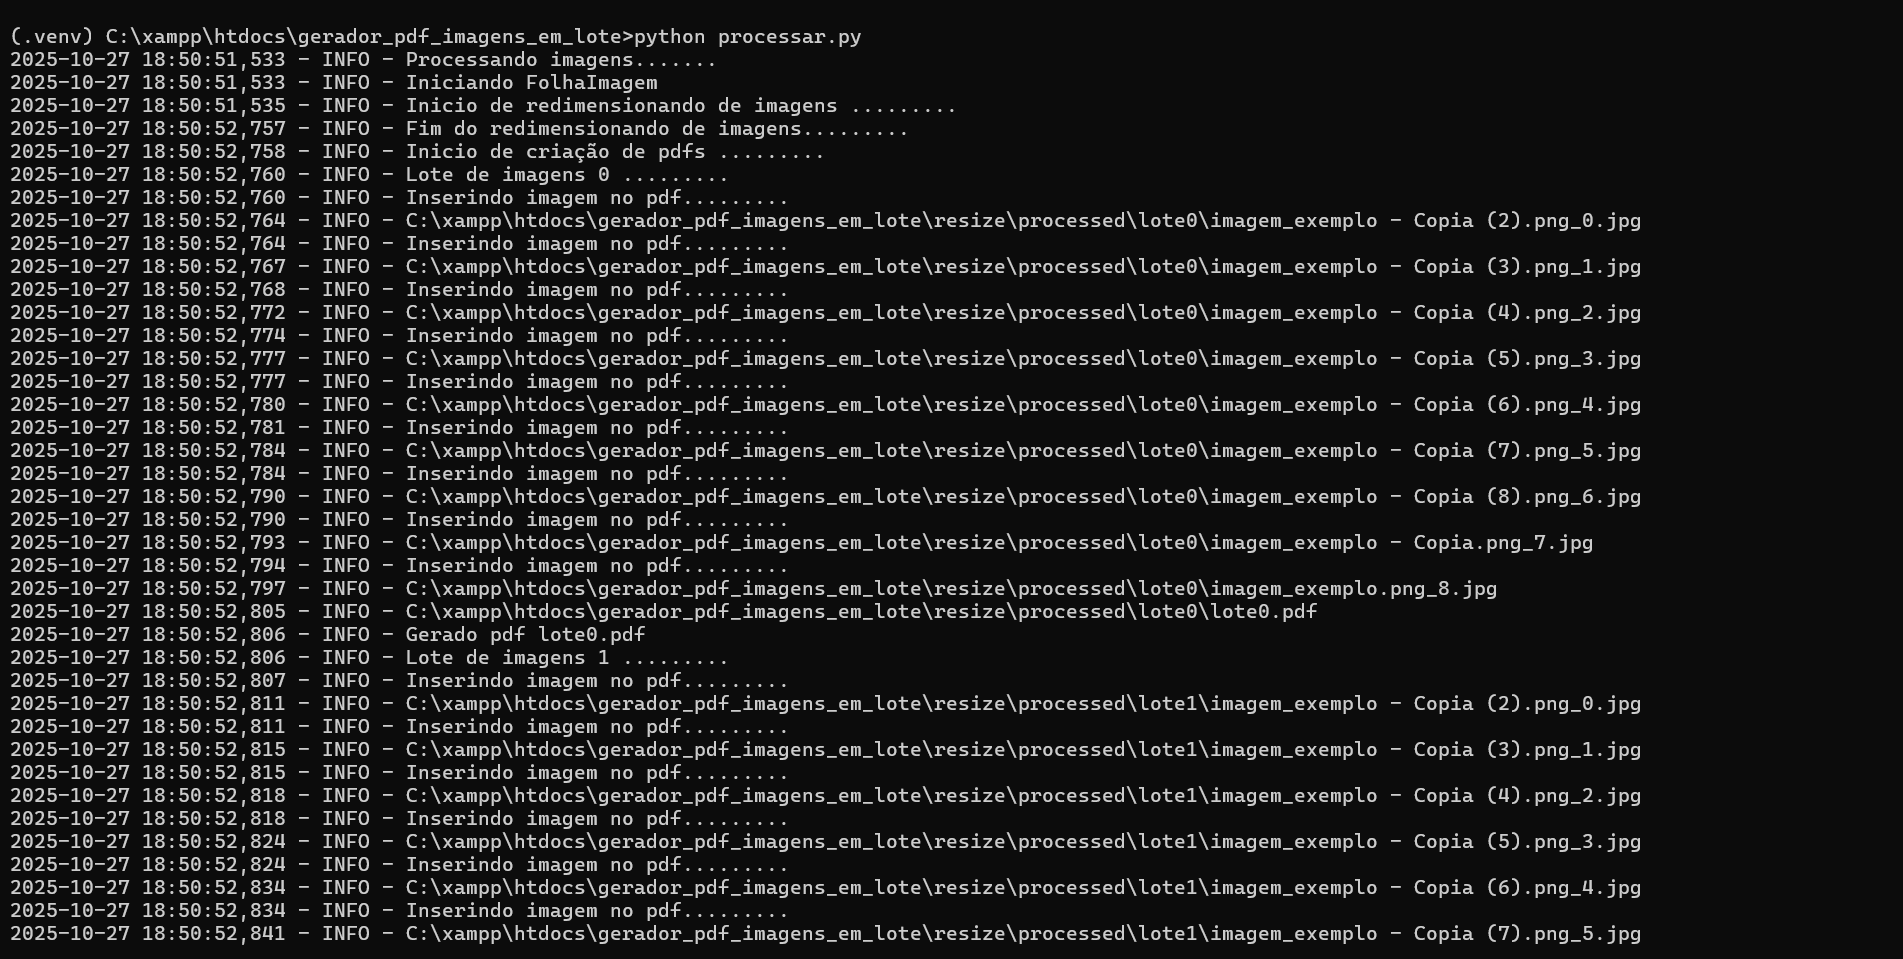 (.venv) C:\xampp\htdocs\gerador_pdf_imagens_em_lote>python processar.py
2025-10-27 18:50:51,533 - INFO - Processando imagens.......
2025-10-27 18:50:51,533 - INFO - Iniciando FolhaImagem
2025-10-27 18:50:51,535 - INFO - Inicio de redimensionando de imagens .........
2025-10-27 18:50:52,757 - INFO - Fim do redimensionando de imagens.........
2025-10-27 18:50:52,758 - INFO - Inicio de criação de pdfs .........
2025-10-27 18:50:52,760 - INFO - Lote de imagens 0 .........
2025-10-27 18:50:52,760 - INFO - Inserindo imagem no pdf.........
2025-10-27 18:50:52,764 - INFO - C:\xampp\htdocs\gerador_pdf_imagens_em_lote\resize\processed\lote0\imagem_exemplo - Copia (2).png_0.jpg
2025-10-27 18:50:52,764 - INFO - Inserindo imagem no pdf.........
2025-10-27 18:50:52,767 - INFO - C:\xampp\htdocs\gerador_pdf_imagens_em_lote\resize\processed\lote0\imagem_exemplo - Copia (3).png_1.jpg
2025-10-27 18:50:52,768 - INFO - Inserindo imagem no pdf.........
2025-10-27 18:50:52,772 - INFO - C:\xampp\htdocs\gerador_pdf_imagens_em_lote\resize\processed\lote0\imagem_exemplo - Copia (4).png_2.jpg
2025-10-27 18:50:52,774 - INFO - Inserindo imagem no pdf.........
2025-10-27 18:50:52,777 - INFO - C:\xampp\htdocs\gerador_pdf_imagens_em_lote\resize\processed\lote0\imagem_exemplo - Copia (5).png_3.jpg
2025-10-27 18:50:52,777 - INFO - Inserindo imagem no pdf.........
2025-10-27 18:50:52,780 - INFO - C:\xampp\htdocs\gerador_pdf_imagens_em_lote\resize\processed\lote0\imagem_exemplo - Copia (6).png_4.jpg
2025-10-27 18:50:52,781 - INFO - Inserindo imagem no pdf.........
2025-10-27 18:50:52,784 - INFO - C:\xampp\htdocs\gerador_pdf_imagens_em_lote\resize\processed\lote0\imagem_exemplo - Copia (7).png_5.jpg
2025-10-27 18:50:52,784 - INFO - Inserindo imagem no pdf.........
2025-10-27 18:50:52,790 - INFO - C:\xampp\htdocs\gerador_pdf_imagens_em_lote\resize\processed\lote0\imagem_exemplo - Copia (8).png_6.jpg
2025-10-27 18:50:52,790 - INFO - Inserindo imagem no pdf.........
2025-10-27 18:50:52,793 - INFO - C:\xampp\htdocs\gerador_pdf_imagens_em_lote\resize\processed\lote0\imagem_exemplo - Copia.png_7.jpg
2025-10-27 18:50:52,794 - INFO - Inserindo imagem no pdf.........
2025-10-27 18:50:52,797 - INFO - C:\xampp\htdocs\gerador_pdf_imagens_em_lote\resize\processed\lote0\imagem_exemplo.png_8.jpg
2025-10-27 18:50:52,805 - INFO - C:\xampp\htdocs\gerador_pdf_imagens_em_lote\resize\processed\lote0\lote0.pdf
2025-10-27 18:50:52,806 - INFO - Gerado pdf lote0.pdf
2025-10-27 18:50:52,806 - INFO - Lote de imagens 1 .........
2025-10-27 18:50:52,807 - INFO - Inserindo imagem no pdf.........
2025-10-27 18:50:52,811 - INFO - C:\xampp\htdocs\gerador_pdf_imagens_em_lote\resize\processed\lote1\imagem_exemplo - Copia (2).png_0.jpg
2025-10-27 18:50:52,811 - INFO - Inserindo imagem no pdf.........
2025-10-27 18:50:52,815 - INFO - C:\xampp\htdocs\gerador_pdf_imagens_em_lote\resize\processed\lote1\imagem_exemplo - Copia (3).png_1.jpg
2025-10-27 18:50:52,815 - INFO - Inserindo imagem no pdf.........
2025-10-27 18:50:52,818 - INFO - C:\xampp\htdocs\gerador_pdf_imagens_em_lote\resize\processed\lote1\imagem_exemplo - Copia (4).png_2.jpg
2025-10-27 18:50:52,818 - INFO - Inserindo imagem no pdf.........
2025-10-27 18:50:52,824 - INFO - C:\xampp\htdocs\gerador_pdf_imagens_em_lote\resize\processed\lote1\imagem_exemplo - Copia (5).png_3.jpg
2025-10-27 18:50:52,824 - INFO - Inserindo imagem no pdf.........
2025-10-27 18:50:52,834 - INFO - C:\xampp\htdocs\gerador_pdf_imagens_em_lote\resize\processed\lote1\imagem_exemplo - Copia (6).png_4.jpg
2025-10-27 18:50:52,834 - INFO - Inserindo imagem no pdf.........
2025-10-27 18:50:52,841 - INFO - C:\xampp\htdocs\gerador_pdf_imagens_em_lote\resize\processed\lote1\imagem_exemplo - Copia (7).png_5.jpg